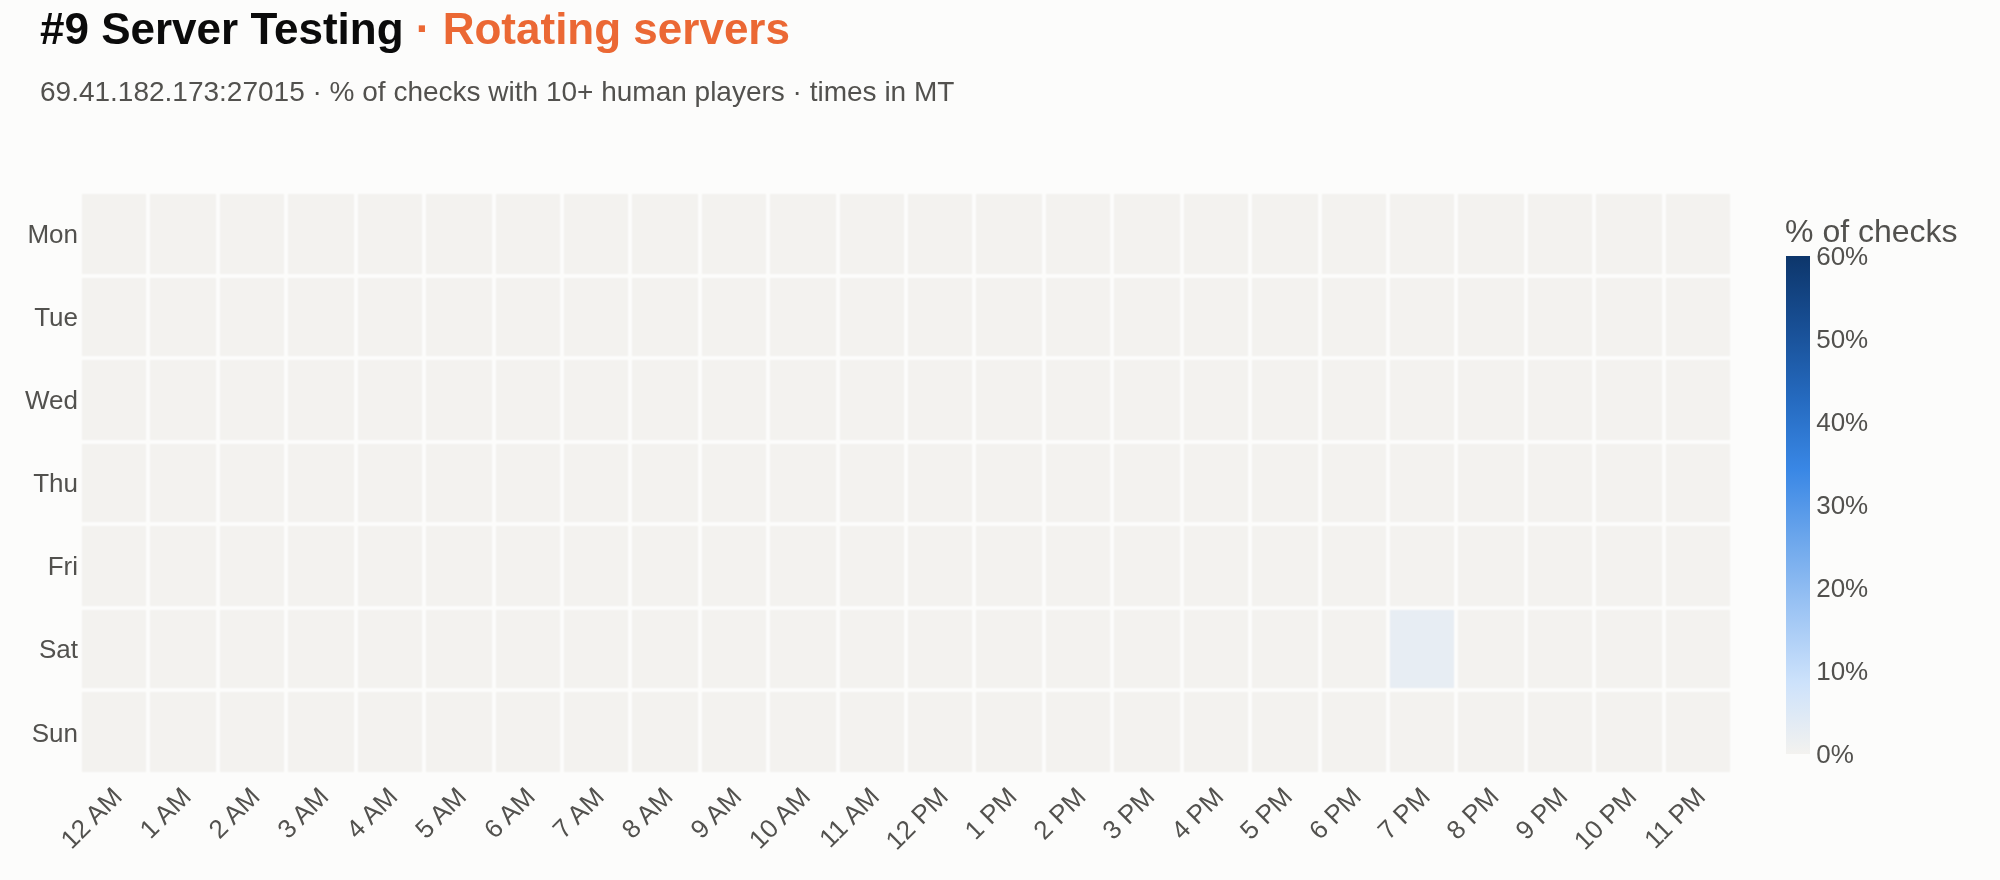 #9 Server Testing · Rotating servers
69.41.182.173:27015 · % of checks with 10+ human players · times in MT
% of checks
60%
50%
40%
30%
20%
10%
0%
Mon
Tue
Wed
Thu
Fri
Sat
Sun
12 AM
1 AM
2 AM
3 AM
4 AM
5 AM
6 AM
7 AM
8 AM
9 AM
10 AM
11 AM
12 PM
1 PM
2 PM
3 PM
4 PM
5 PM
6 PM
7 PM
8 PM
9 PM
10 PM
11 PM